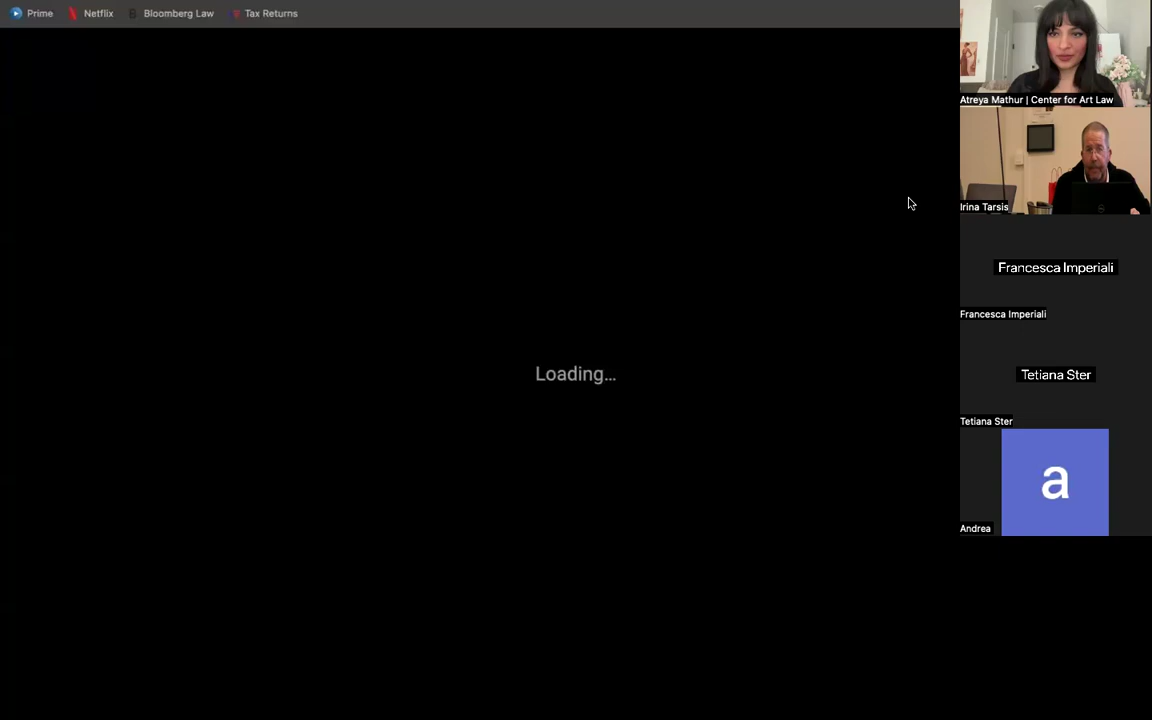 Prime Netflix Bloomberg Law Tax Returns
Atreya Mathur | Center for Art Law
Irina Tarsis
Francesca Imperiali
Francesca Imperiali
Loading...
Tetiana Ster
Tetiana Ster
a
Andrea